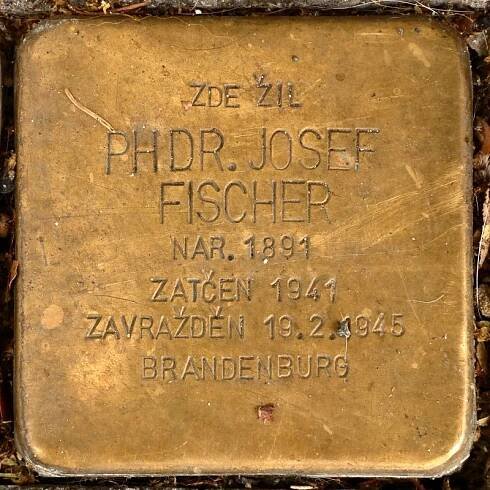 ZDE ŽIL
PHDR. JOSEF
FISCHER
NAR. 1891
ZATČEN 1941
ZAVRAŽDĚN 19.2.1945
BRANDENBURG